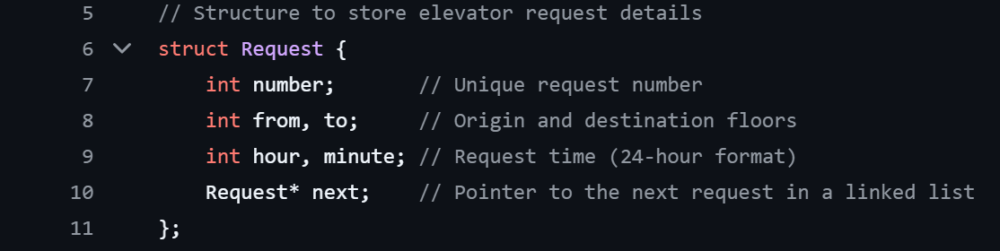 5 // Structure to store elevator request details
6 struct Request {
7 int number; // Unique request number
8 int from, to; // Origin and destination floors
9 int hour, minute; // Request time (24-hour format)
10 Request* next; // Pointer to the next request in a linked list
11 };